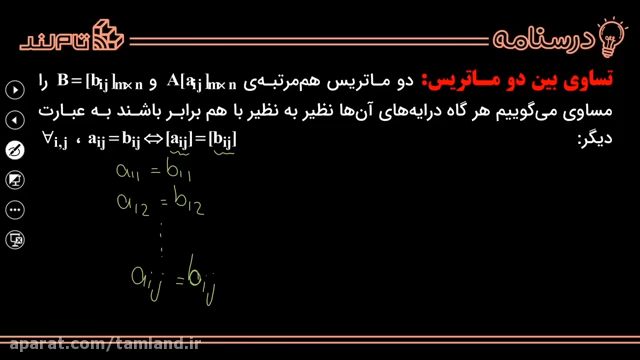 درسنامه
تام‌لند
تساوی بین دو ماتریس: دو ماتریس هم‌مرتبه‌ی A[aij]m×n و B=[bij]m×n را
مساوی می‌گوییم هر گاه درایه‌های آن‌ها نظیر به نظیر با هم برابر باشند به عبارت
دیگر: ∀i,j ، aij=bij⇔[aij]=[bij]
a11 = b11
a12 = b12
⋮
aij = bij
aparat.com/tamland.ir